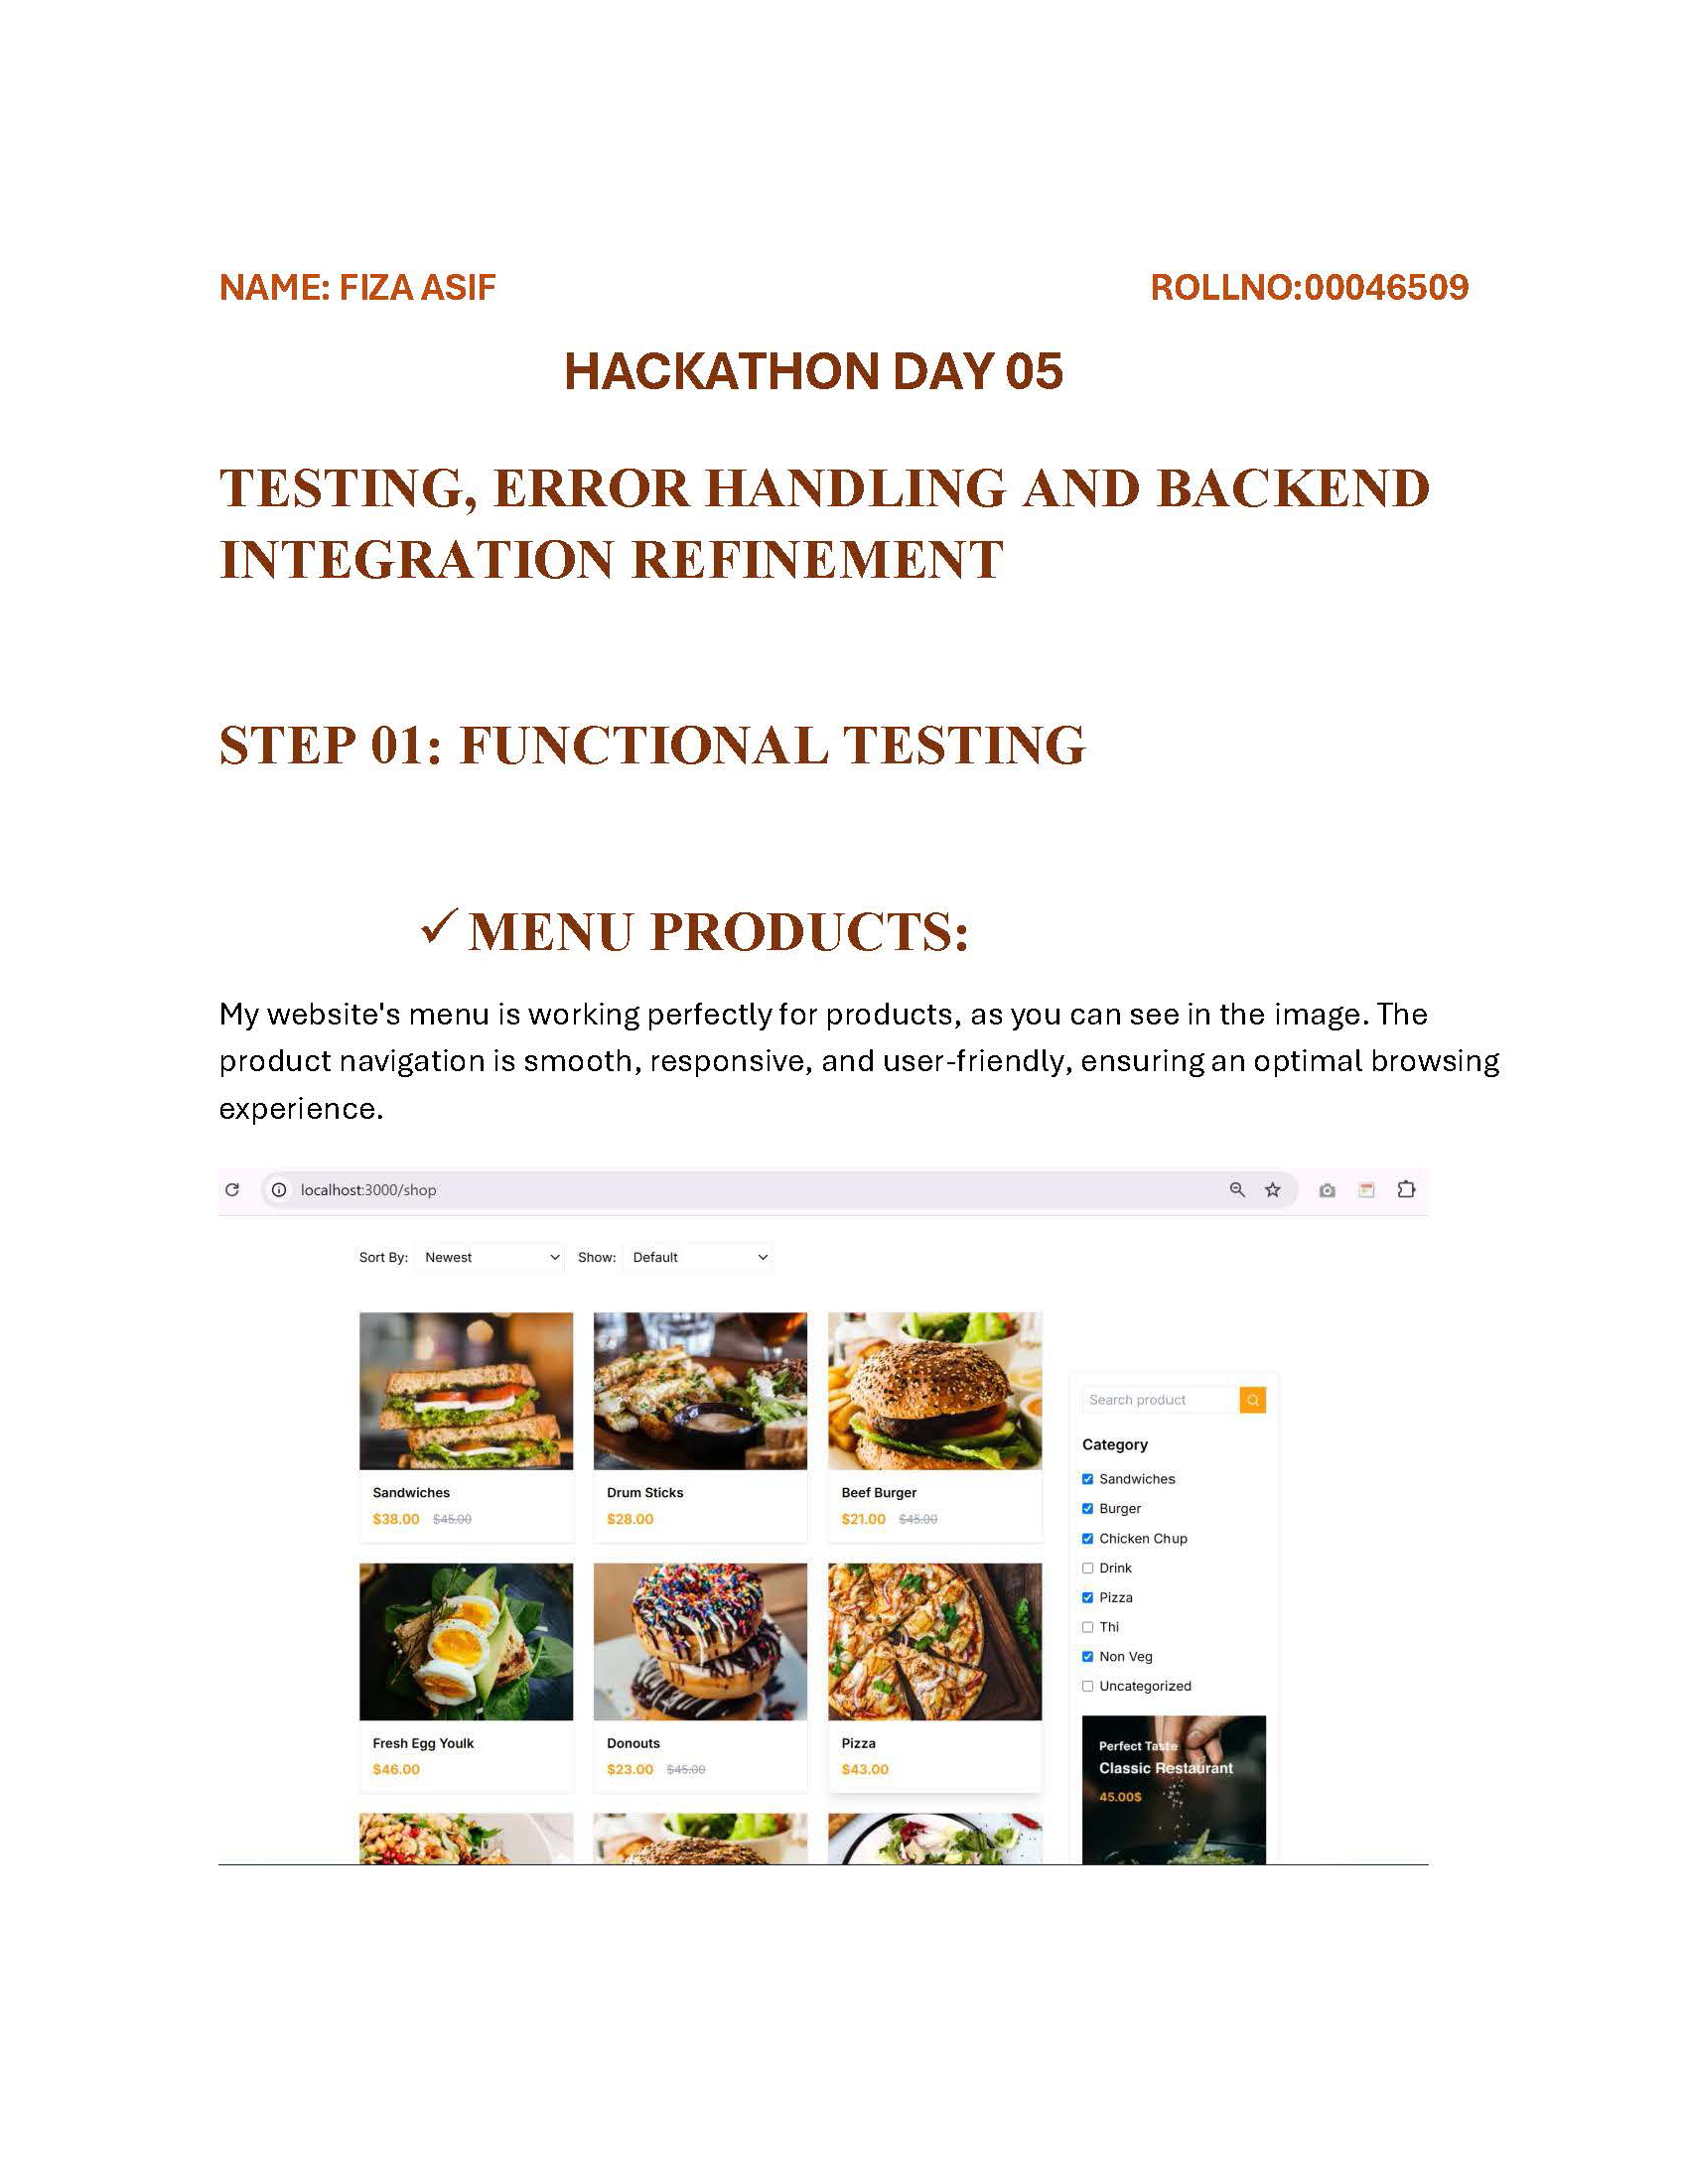 NAME: FIZA ASIF ROLLNO:00046509
HACKATHON DAY 05
TESTING, ERROR HANDLING AND BACKEND
INTEGRATION REFINEMENT
STEP 01: FUNCTIONAL TESTING
✓ MENU PRODUCTS:
My website's menu is working perfectly for products, as you can see in the image. The
product navigation is smooth, responsive, and user-friendly, ensuring an optimal browsing
experience.
localhost:3000/shop
Sort By: Newest Show: Default
Sandwiches
$38.00 $45.00
Drum Sticks
$28.00
Beef Burger
$21.00 $45.00
Fresh Egg Youlk
$46.00
Donouts
$23.00 $45.00
Pizza
$43.00
Search product
Category
Sandwiches
Burger
Chicken Chup
Drink
Pizza
Thi
Non Veg
Uncategorized
Perfect Taste
Classic Restaurant
45.00$